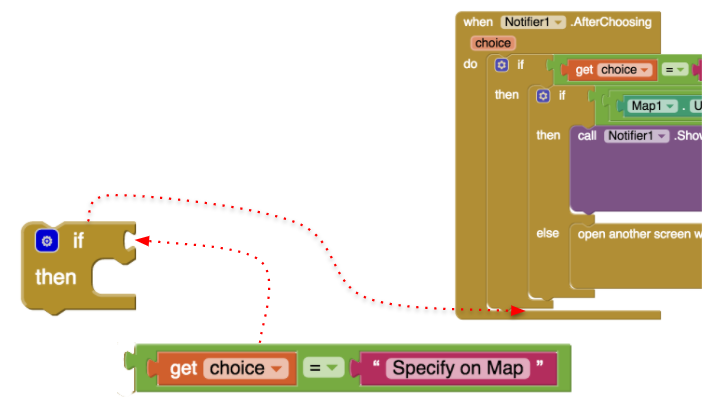 when Notifier1 .AfterChoosing
choice
do if get choice =
then if Map1 . U
then call Notifier1 .Show
else open another screen w
if
then
get choice = " Specify on Map "